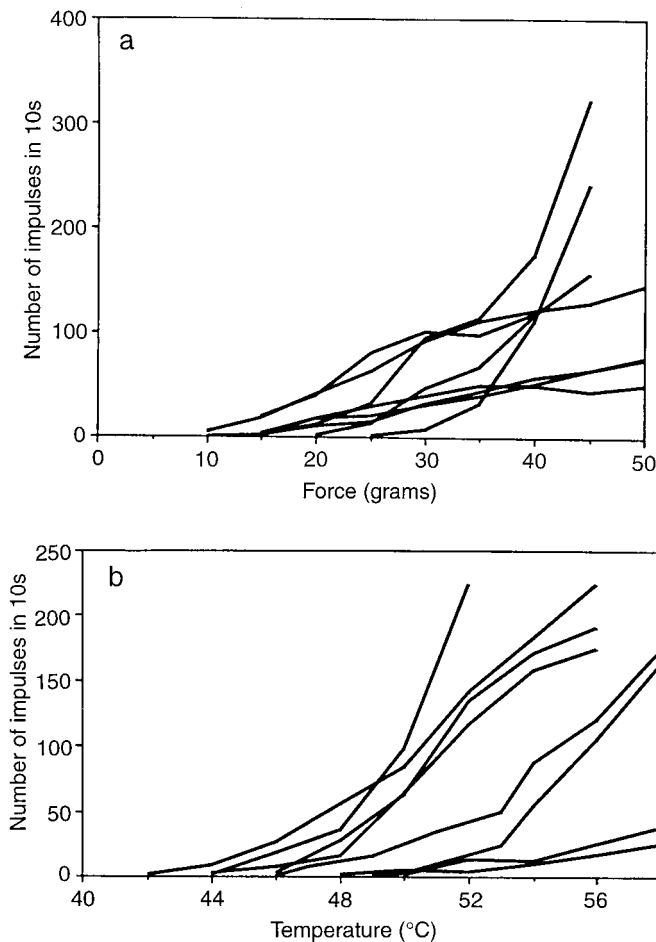 400
a
300
200
100
0
Number of impulses in 10s
0 10 20 30 40 50
Force (grams)
250
b
200
150
100
50
0
Number of impulses in 10s
40 44 48 52 56
Temperature (°C)